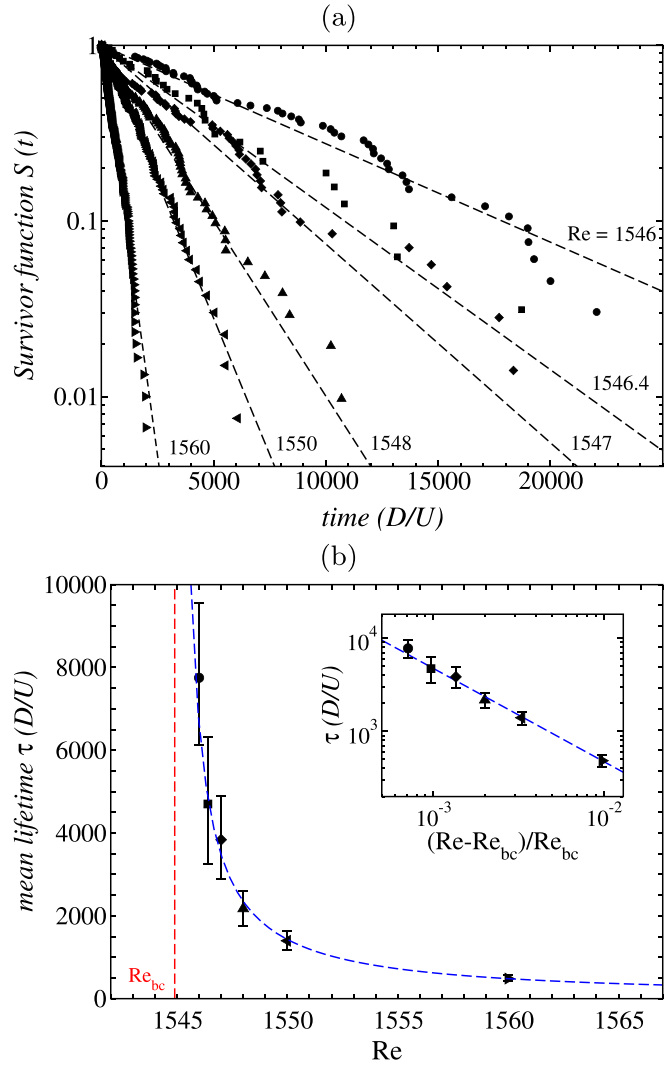 (a)
1
0.1
0.01
Survivor function S (t)
Re = 1546
1546.4
1547
1548
1550
1560
0 5000 10000 15000 20000
time (D/U)
(b)
10000
8000
6000
4000
2000
0
mean lifetime τ (D/U)
Re_bc
1545 1550 1555 1560 1565
Re
10^4
10^3
τ (D/U)
10^-3 10^-2
(Re-Re_bc)/Re_bc